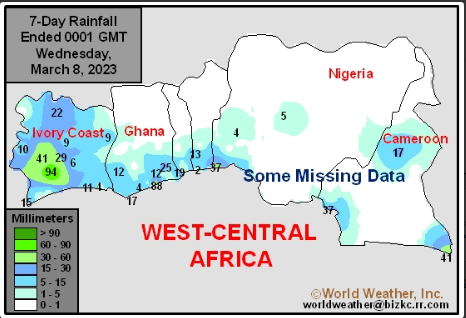 7-Day Rainfall
Ended 0001 GMT
Wednesday,
March 8, 2023
Nigeria
22
5
Ivory Coast
Ghana
9
9
4
Cameroon
10
41
29
6
13
17
94
12
12
25
19
2
37
Some Missing Data
15
11
4
88
17
37
Millimeters
> 90
60 - 90
30 - 60
15 - 30
5 - 15
1 - 5
0 - 1
WEST-CENTRAL
AFRICA
41
©World Weather, Inc.
worldweather@bizkc.rr.com